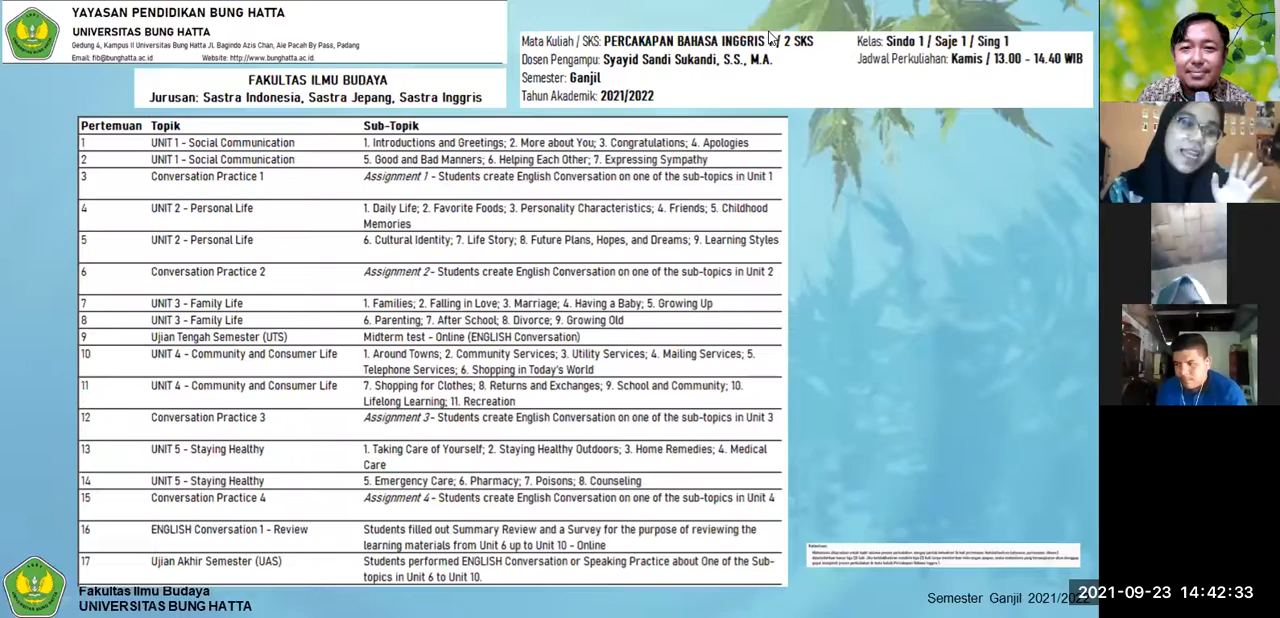 YAYASAN PENDIDIKAN BUNG HATTA
UNIVERSITAS BUNG HATTA
Gedung 4, Kampus II Universitas Bung Hatta Jl. Bagindo Azis Chan, Aie Pacah By Pass, Padang
Email: fib@bunghatta.ac.id Website: http://www.bunghatta.ac.id.
FAKULTAS ILMU BUDAYA
Jurusan: Sastra Indonesia, Sastra Jepang, Sastra Inggris
Mata Kuliah / SKS: PERCAKAPAN BAHASA INGGRIS / 2 SKS
Dosen Pengampu: Syayid Sandi Sukandi, S.S., M.A.
Semester: Ganjil
Tahun Akademik: 2021/2022
Kelas: Sindo 1 / Saje 1 / Sing 1
Jadwal Perkuliahan: Kamis / 13.00 - 14.40 WIB
Pertemuan Topik Sub-Topik
1 UNIT 1 - Social Communication 1. Introductions and Greetings; 2. More about You; 3. Congratulations; 4. Apologies
2 UNIT 1 - Social Communication 5. Good and Bad Manners; 6. Helping Each Other; 7. Expressing Sympathy
3 Conversation Practice 1 Assignment 1 - Students create English Conversation on one of the sub-topics in Unit 1
4 UNIT 2 - Personal Life 1. Daily Life; 2. Favorite Foods; 3. Personality Characteristics; 4. Friends; 5. Childhood
Memories
5 UNIT 2 - Personal Life 6. Cultural Identity; 7. Life Story; 8. Future Plans, Hopes, and Dreams; 9. Learning Styles
6 Conversation Practice 2 Assignment 2 - Students create English Conversation on one of the sub-topics in Unit 2
7 UNIT 3 - Family Life 1. Families; 2. Falling in Love; 3. Marriage; 4. Having a Baby; 5. Growing Up
8 UNIT 3 - Family Life 6. Parenting; 7. After School; 8. Divorce; 9. Growing Old
9 Ujian Tengah Semester (UTS) Midterm test - Online (ENGLISH Conversation)
10 UNIT 4 - Community and Consumer Life 1. Around Towns; 2. Community Services; 3. Utility Services; 4. Mailing Services; 5.
Telephone Services; 6. Shopping in Today's World
11 UNIT 4 - Community and Consumer Life 7. Shopping for Clothes; 8. Returns and Exchanges; 9. School and Community; 10.
Lifelong Learning; 11. Recreation
12 Conversation Practice 3 Assignment 3 - Students create English Conversation on one of the sub-topics in Unit 3
13 UNIT 5 - Staying Healthy 1. Taking Care of Yourself; 2. Staying Healthy Outdoors; 3. Home Remedies; 4. Medical
Care
14 UNIT 5 - Staying Healthy 5. Emergency Care; 6. Pharmacy; 7. Poisons; 8. Counseling
15 Conversation Practice 4 Assignment 4 - Students create English Conversation on one of the sub-topics in Unit 4
16 ENGLISH Conversation 1 - Review Students filled out Summary Review and a Survey for the purpose of reviewing the
learning materials from Unit 6 up to Unit 10 - Online
17 Ujian Akhir Semester (UAS) Students performed ENGLISH Conversation or Speaking Practice about One of the Sub-
topics in Unit 6 to Unit 10.
Fakultas Ilmu Budaya
UNIVERSITAS BUNG HATTA
Semester Ganjil 2021/2022
2021-09-23 14:42:33